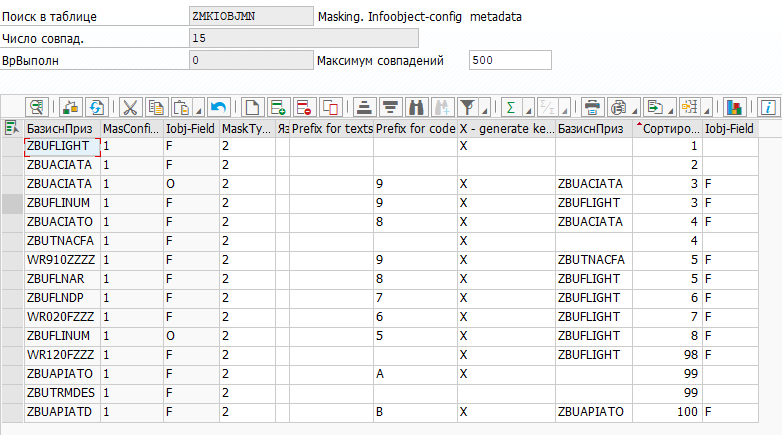 Поиск в таблице ZMKIOBJMN Masking. Infoobject-config metadata
Число совпад. 15
ВрВыполн 0 Максимум совпадений 500
БазиснПриз MasConfi... Iobj-Field MaskTy... Яз Prefix for texts Prefix for code X - generate ke... БазиснПриз Сортиро... Iobj-Field
ZBUFLIGHT 1 F 2 X 1
ZBUACIATA 1 F 2 2
ZBUACIATA 1 O 2 9 X ZBUACIATA 3 F
ZBUFLINUM 1 F 2 9 X ZBUFLIGHT 3 F
ZBUACIATO 1 F 2 8 X ZBUACIATA 4 F
ZBUTNACFA 1 F 2 X 4
WR910ZZZZ 1 F 2 9 X ZBUTNACFA 5 F
ZBUFLNAR 1 F 2 8 X ZBUFLIGHT 5 F
ZBUFLNDP 1 F 2 7 X ZBUFLIGHT 6 F
WR020FZZZ 1 F 2 6 X ZBUFLIGHT 7 F
ZBUFLINUM 1 O 2 5 X ZBUFLIGHT 8 F
WR120FZZZ 1 F 2 X ZBUFLIGHT 98 F
ZBUAPIATO 1 F 2 A X 99
ZBUTRMDES 1 F 2 99
ZBUAPIATD 1 F 2 B X ZBUAPIATO 100 F